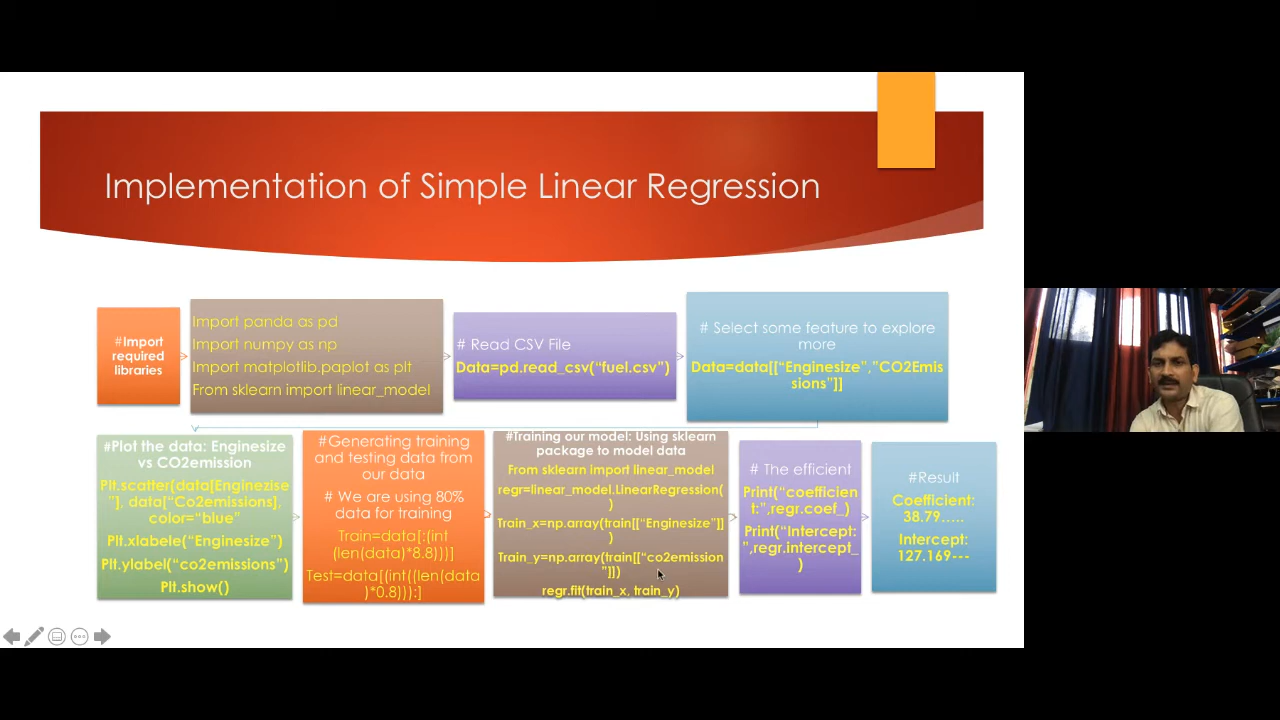 Implementation of Simple Linear Regression
#Import
required
libraries
Import panda as pd
Import numpy as np
Import matplotlib.paplot as plt
From sklearn import linear_model
# Read CSV File
Data=pd.read_csv(“fuel.csv”)
# Select some feature to explore
more
Data=data[[“Enginesize”,”CO2Emis
sions”]]
#Plot the data: Enginesize
vs CO2emission
Plt.scatter[data[Enginezise
”], data[“Co2emissions],
color=“blue”
Plt.xlabele(“Enginesize”)
Plt.ylabel(“co2emissions”)
Plt.show()
#Generating training
and testing data from
our data
# We are using 80%
data for training
Train=data[:(int
(len(data)*8.8))]
Test=data[(int((len(data
)*0.8))):]
#Training our model: Using sklearn
package to model data
From sklearn Import linear_model
regr=linear_model.LinearRegression(
)
Train_x=np.array(train[[“Enginesize”]]
)
Train_y=np.array(train[[“co2emission
”]])
regr.fit(train_x, train_y)
# The efficient
Print(“coefficien
t:”,regr.coef_)
Print(“Intercept:
”,regr.intercept_
)
#Result
Coefficient:
38.79.....
Intercept:
127.169---